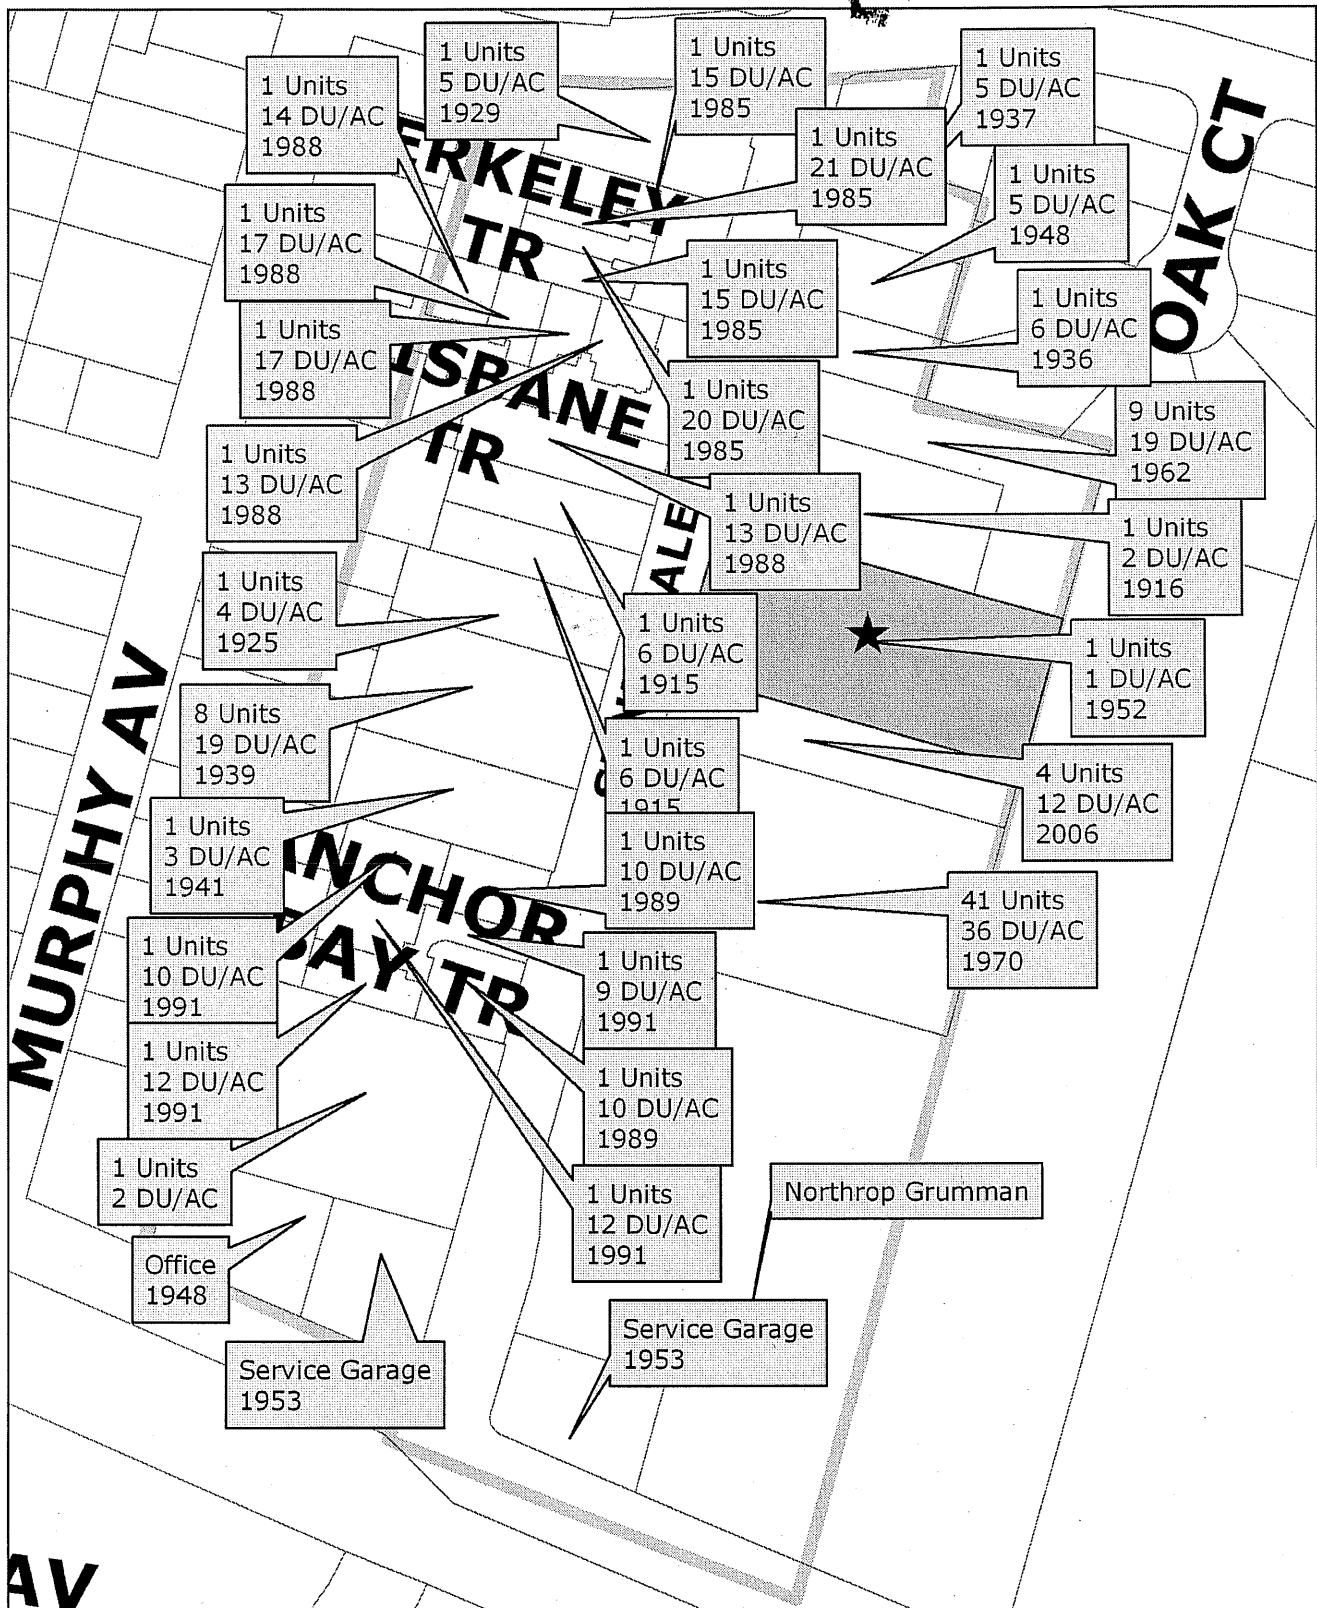 1 Units
5 DU/AC
1929
1 Units
15 DU/AC
1985
1 Units
5 DU/AC
1937
1 Units
14 DU/AC
1988
1 Units
21 DU/AC
1985
OAK CT
ERKELEY
TR
1 Units
5 DU/AC
1948
1 Units
17 DU/AC
1988
1 Units
15 DU/AC
1985
1 Units
6 DU/AC
1936
1 Units
17 DU/AC
1988
ISBANE
TR
1 Units
20 DU/AC
1985
9 Units
19 DU/AC
1962
1 Units
13 DU/AC
1988
1 Units
13 DU/AC
1988
1 Units
2 DU/AC
1916
ALE
1 Units
4 DU/AC
1925
1 Units
6 DU/AC
1915
1 Units
1 DU/AC
1952
MURPHY AV
8 Units
19 DU/AC
1939
1 Units
6 DU/AC
1915
4 Units
12 DU/AC
2006
1 Units
3 DU/AC
1941
ANCHOR
BAY TR
1 Units
10 DU/AC
1989
41 Units
36 DU/AC
1970
1 Units
10 DU/AC
1991
1 Units
9 DU/AC
1991
1 Units
12 DU/AC
1991
1 Units
10 DU/AC
1989
1 Units
2 DU/AC
1 Units
12 DU/AC
1991
Northrop Grumman
Office
1948
Service Garage
1953
Service Garage
1953
AV